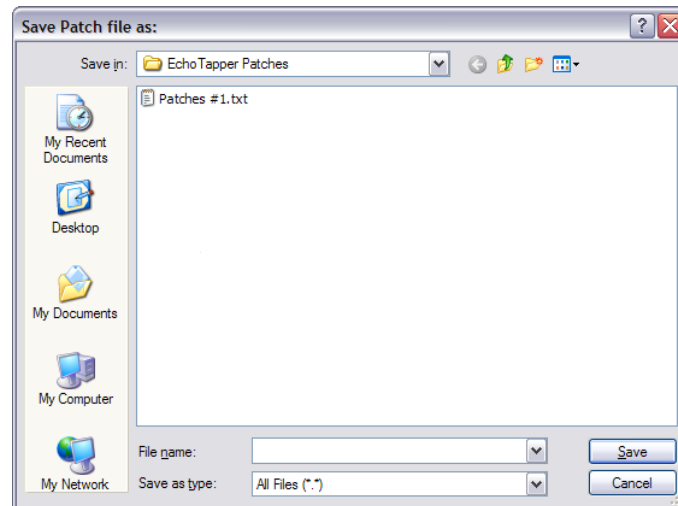 Save Patch file as:
Save in: EchoTapper Patches
Patches #1.txt
My Recent
Documents
Desktop
My Documents
My Computer
My Network
File name:
Save
Save as type: All Files (*.*)
Cancel